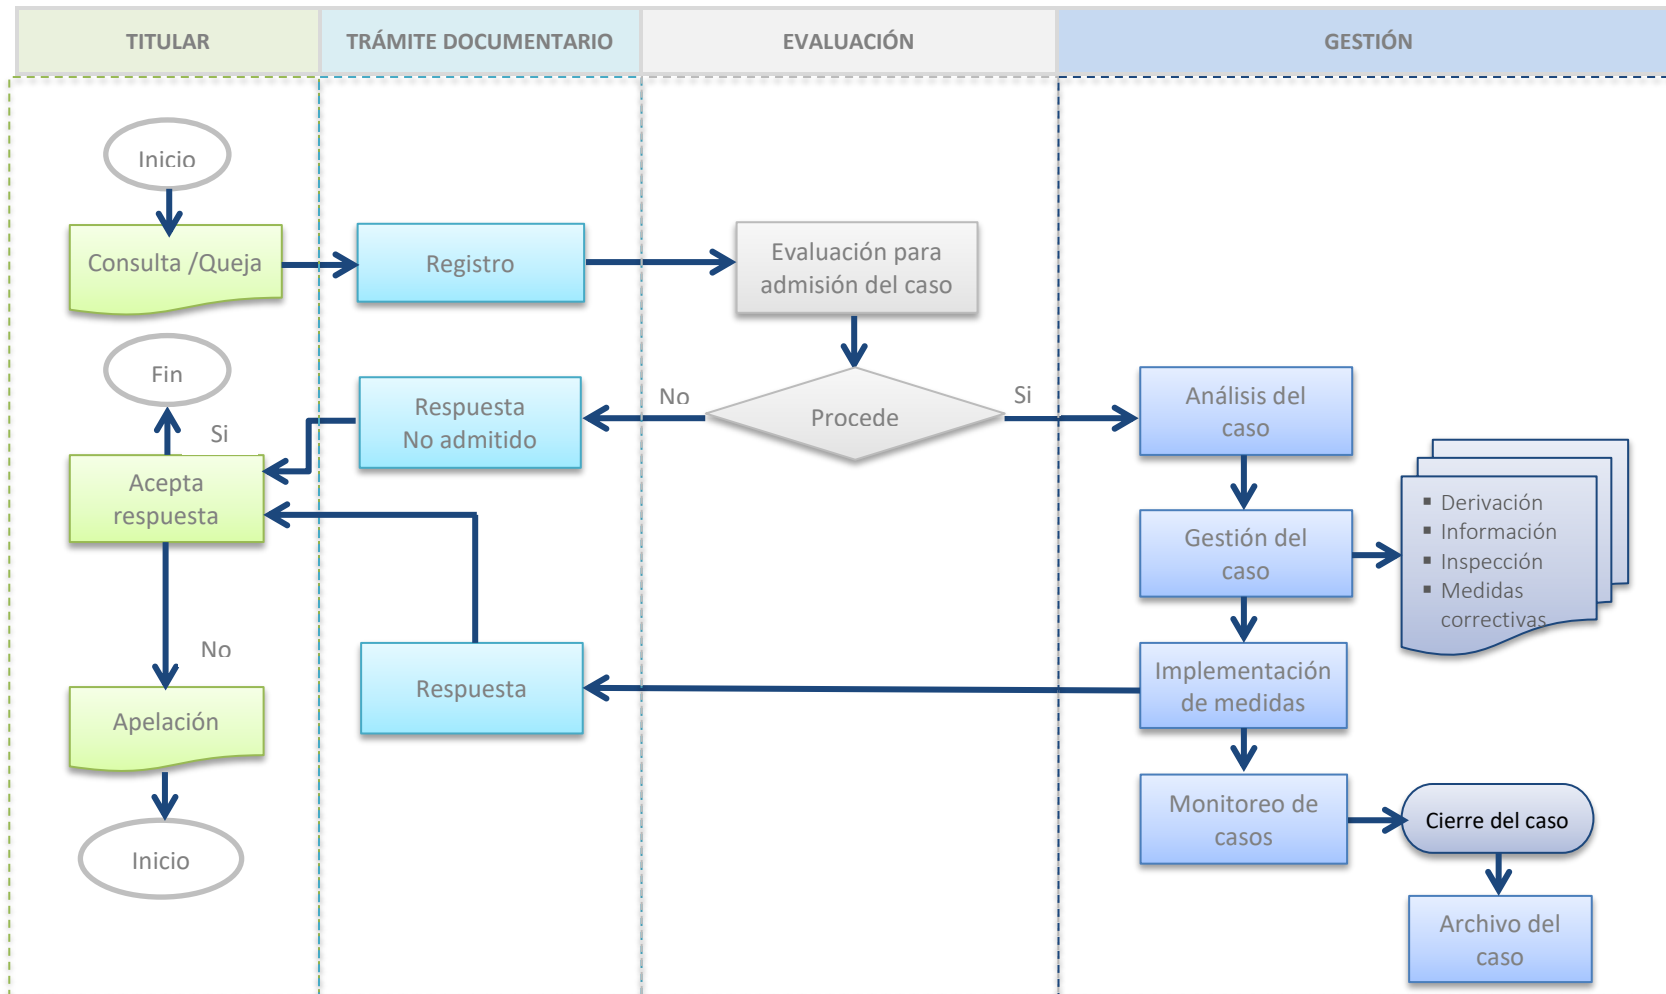 TITULAR
TRÁMITE DOCUMENTARIO
EVALUACIÓN
GESTIÓN
Inicio
Consulta /Queja
Registro
Evaluación para
admisión del caso
Fin
Respuesta
No admitido
No
Procede
Si
Análisis del
caso
Si
Acepta
respuesta
Gestión del
caso
▪ Derivación
▪ Información
▪ Inspección
▪ Medidas
correctivas
No
Respuesta
Implementación
de medidas
Apelación
Monitoreo de
casos
Cierre del caso
Inicio
Archivo del
caso